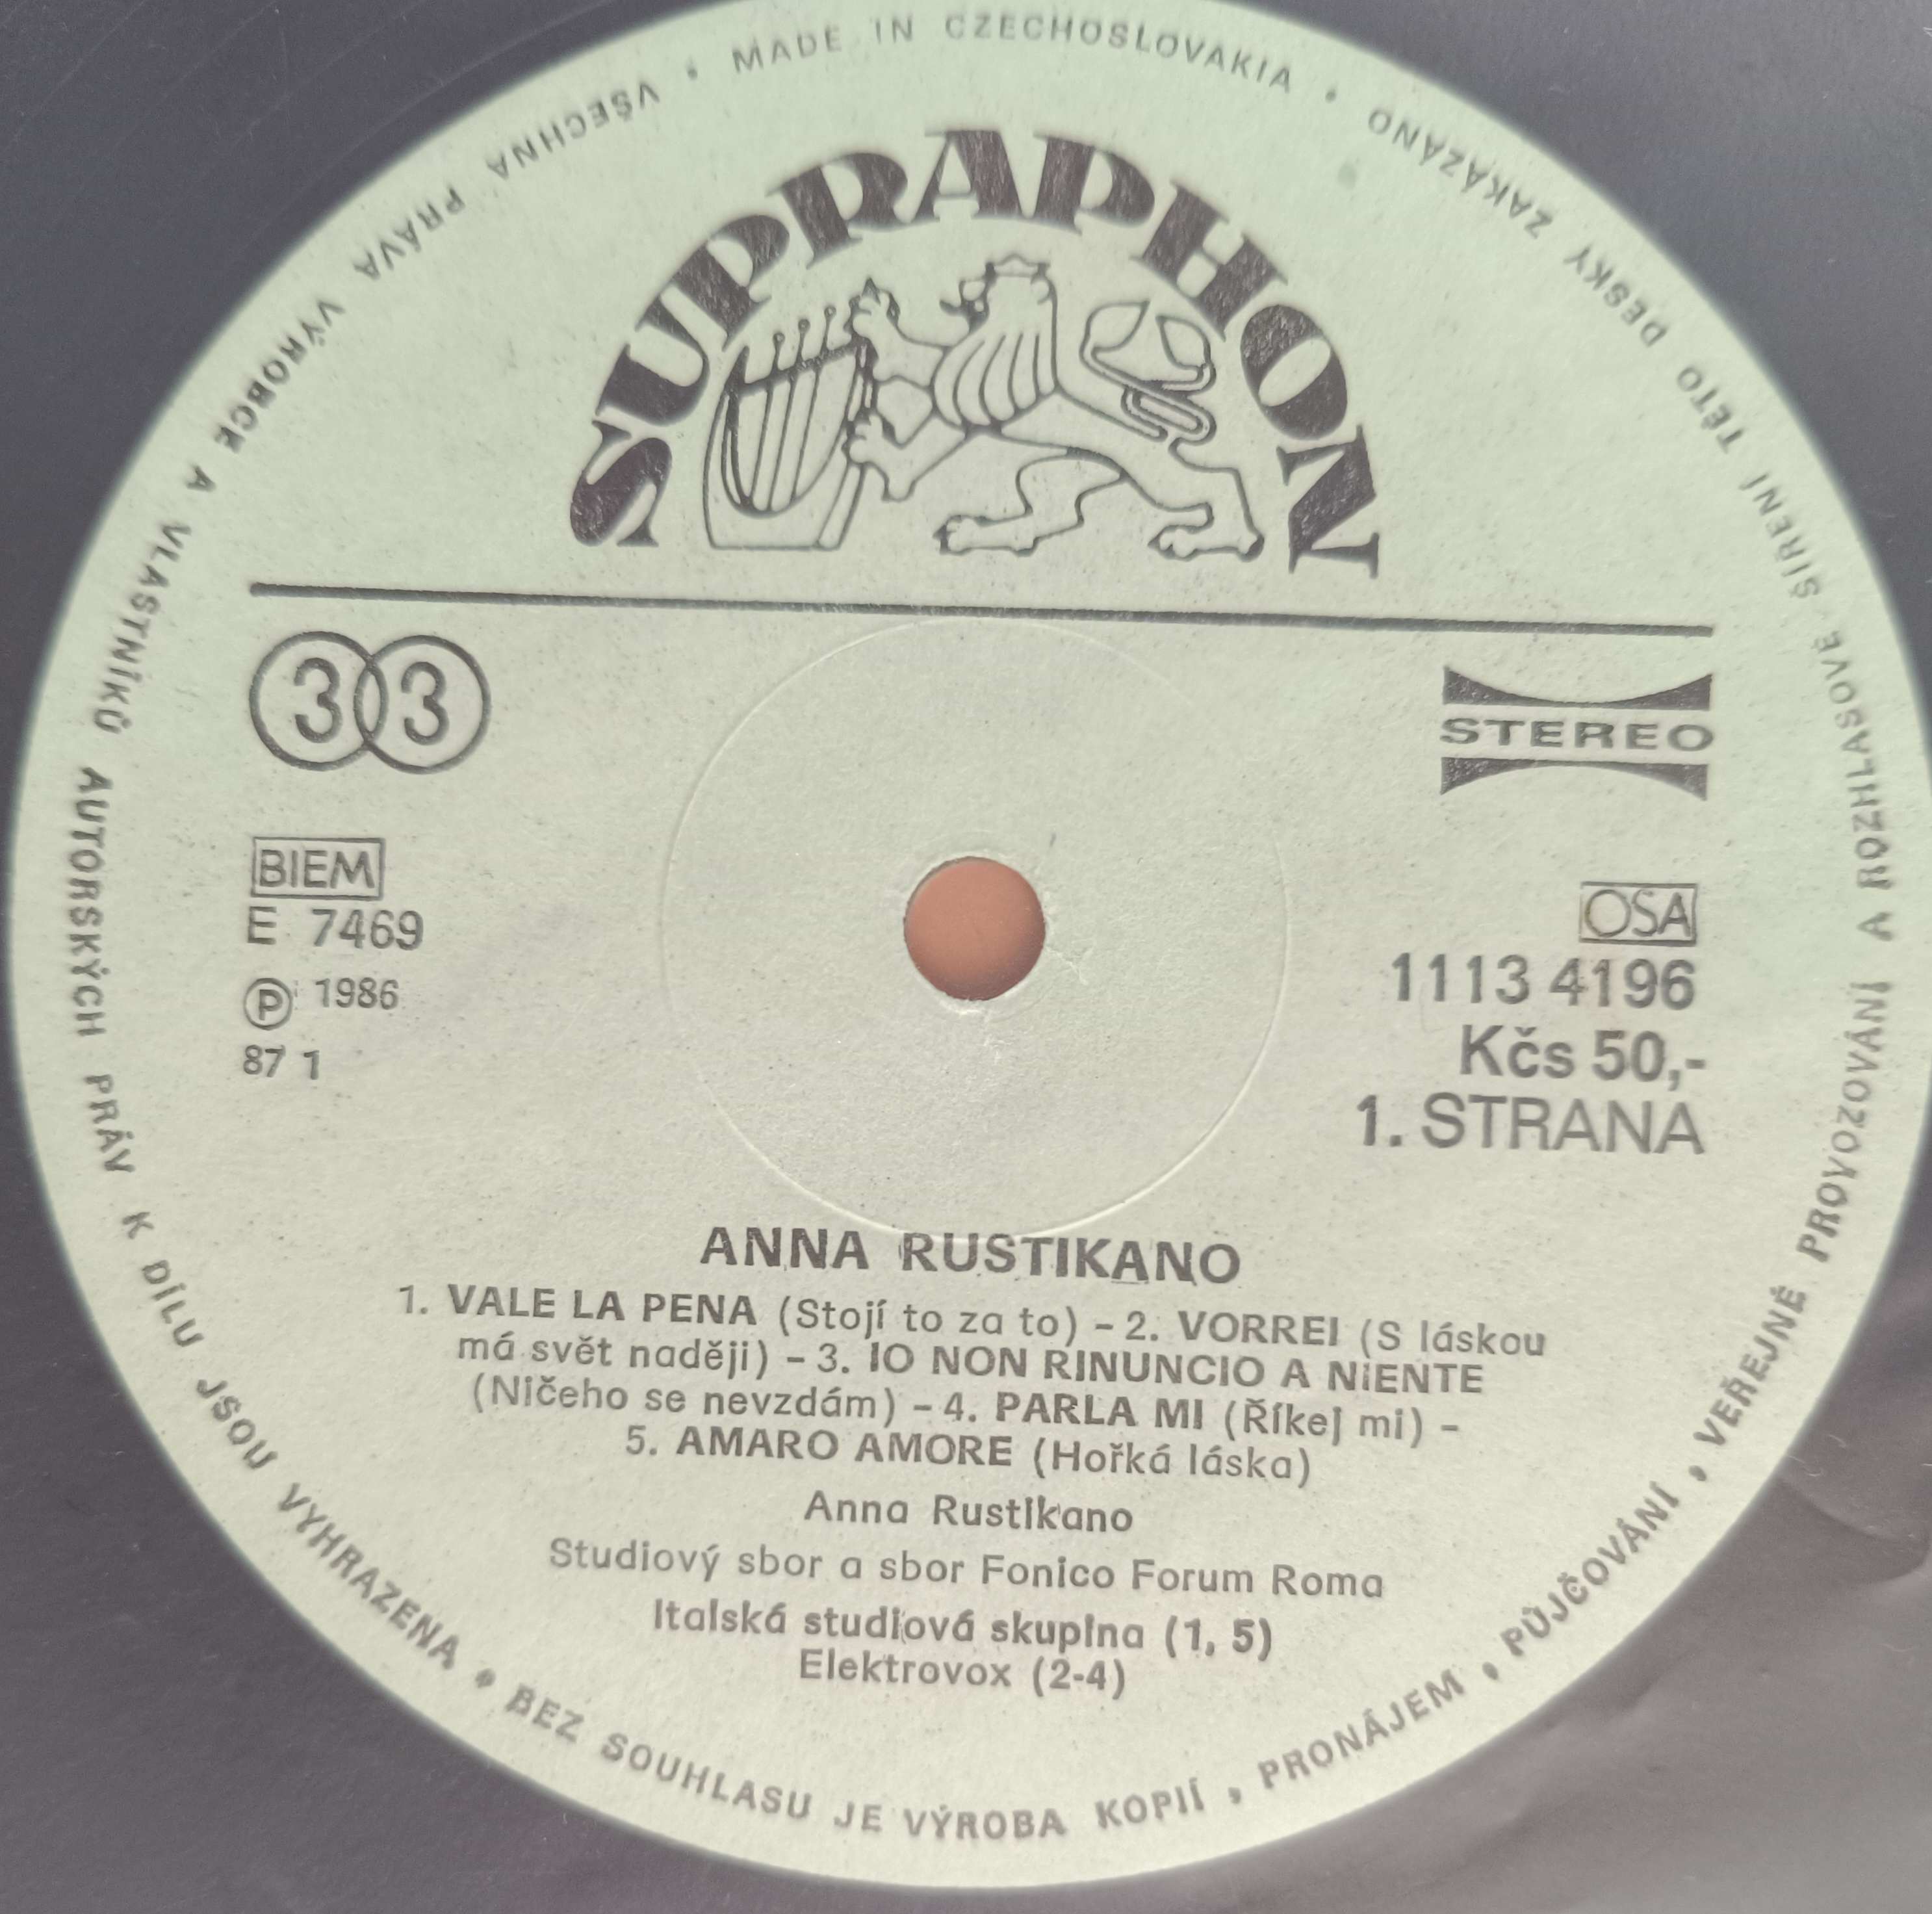 VŠECHNA PRÁVA VÝROBCE A VLASTNÍKŮ AUTORSKÝCH PRÁV K DÍLU JSOU VYHRAZENA • BEZ SOUHLASU JE VÝROBA KOPIÍ, PRONÁJEM, PŮJČOVÁNÍ, VEŘEJNÉ PROVOZOVÁNÍ A ROZHLASOVÉ ŠÍŘENÍ TÉTO DESKY ZAKÁZÁNO • MADE IN CZECHOSLOVAKIA •
SUPRAPHON
33
STEREO
BIEM
E 7469
℗ 1986
87 1
OSA
1113 4196
Kčs 50,-
1. STRANA
ANNA RUSTIKANO
1. VALE LA PENA (Stojí to za to) – 2. VORREI (S láskou
má svět naději) – 3. IO NON RINUNCIO A NIENTE
(Ničeho se nevzdám) – 4. PARLA MI (Říkej mi) –
5. AMARO AMORE (Hořká láska)
Anna Rustikano
Studiový sbor a sbor Fonico Forum Roma
Italská studiová skupina (1, 5)
Elektrovox (2-4)